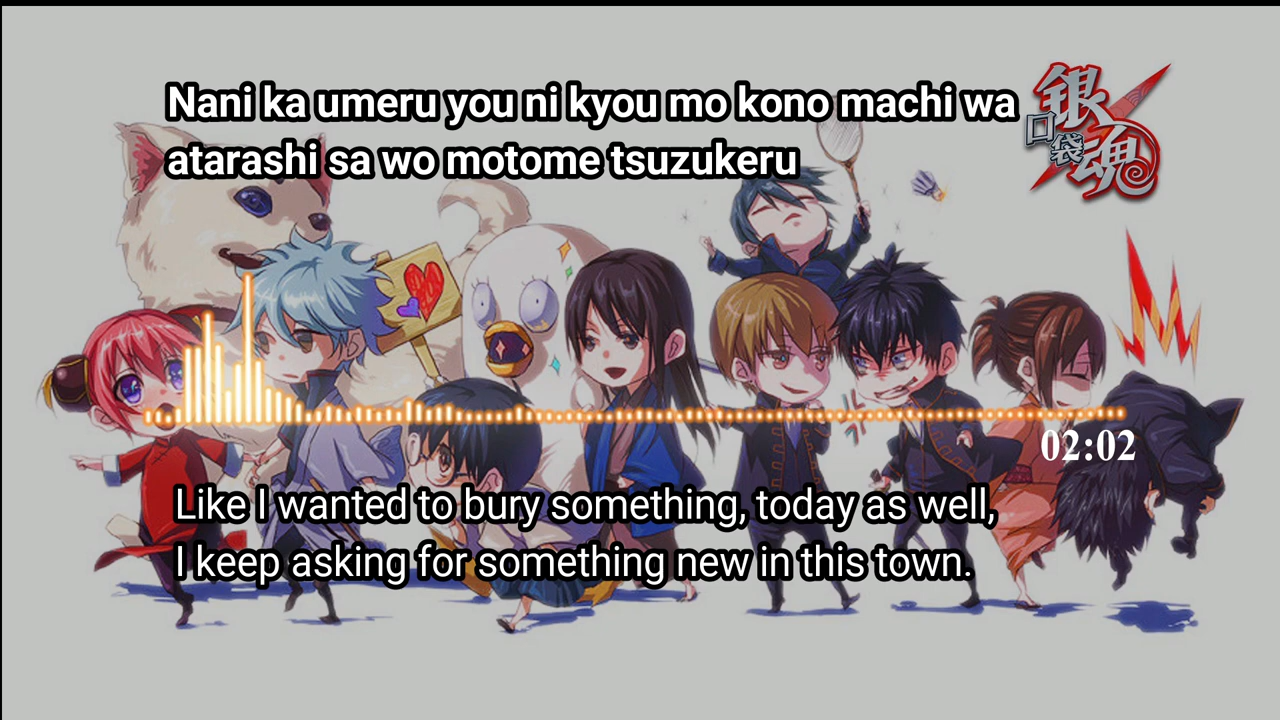 Nani ka umeru you ni kyou mo kono machi wa
atarashi sa wo motome tsuzukeru
銀魂
口袋
02:02
Like I wanted to bury something, today as well,
I keep asking for something new in this town.